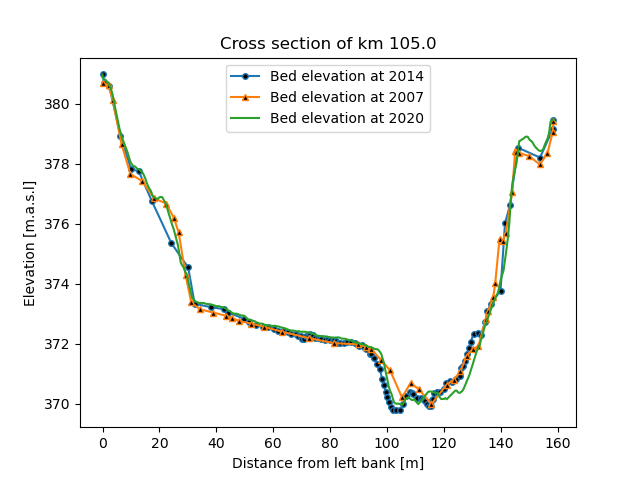 Cross section of km 105.0
Bed elevation at 2014
Bed elevation at 2007
Bed elevation at 2020
Elevation [m.a.s.l]
380
378
376
374
372
370
0 20 40 60 80 100 120 140 160
Distance from left bank [m]